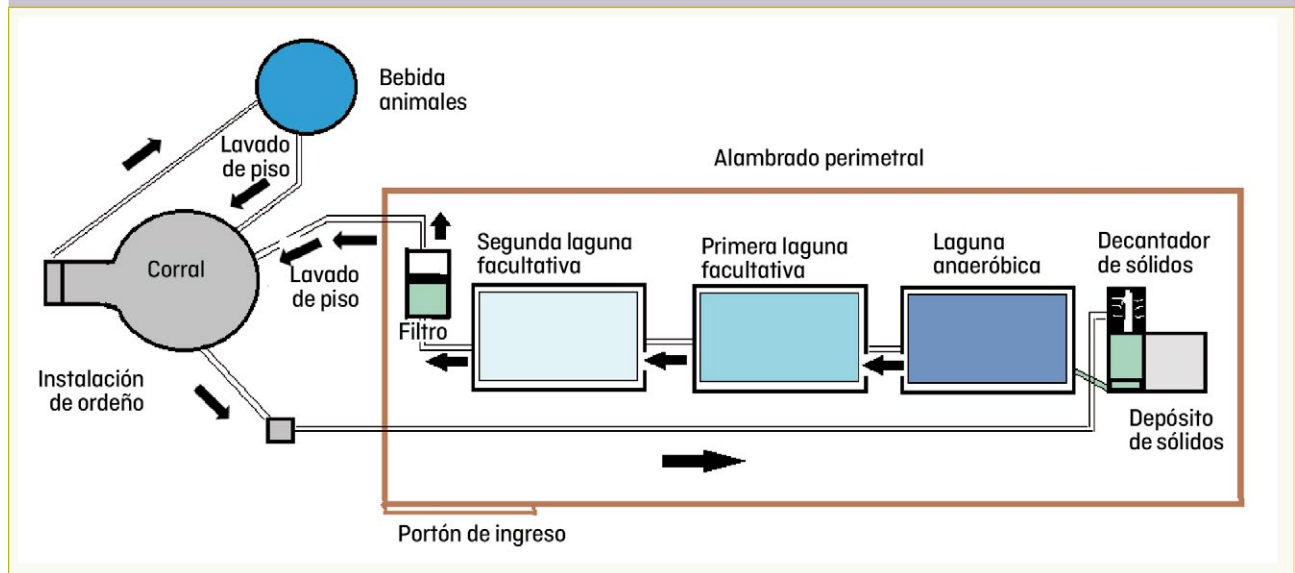 Bebida
animales
Lavado
de piso
Alambrado perimetral
Corral
Lavado
de piso
Filtro
Segunda laguna
facultativa
Primera laguna
facultativa
Laguna
anaeróbica
Decantador
de sólidos
Instalación
de ordeño
Depósito
de sólidos
Portón de ingreso